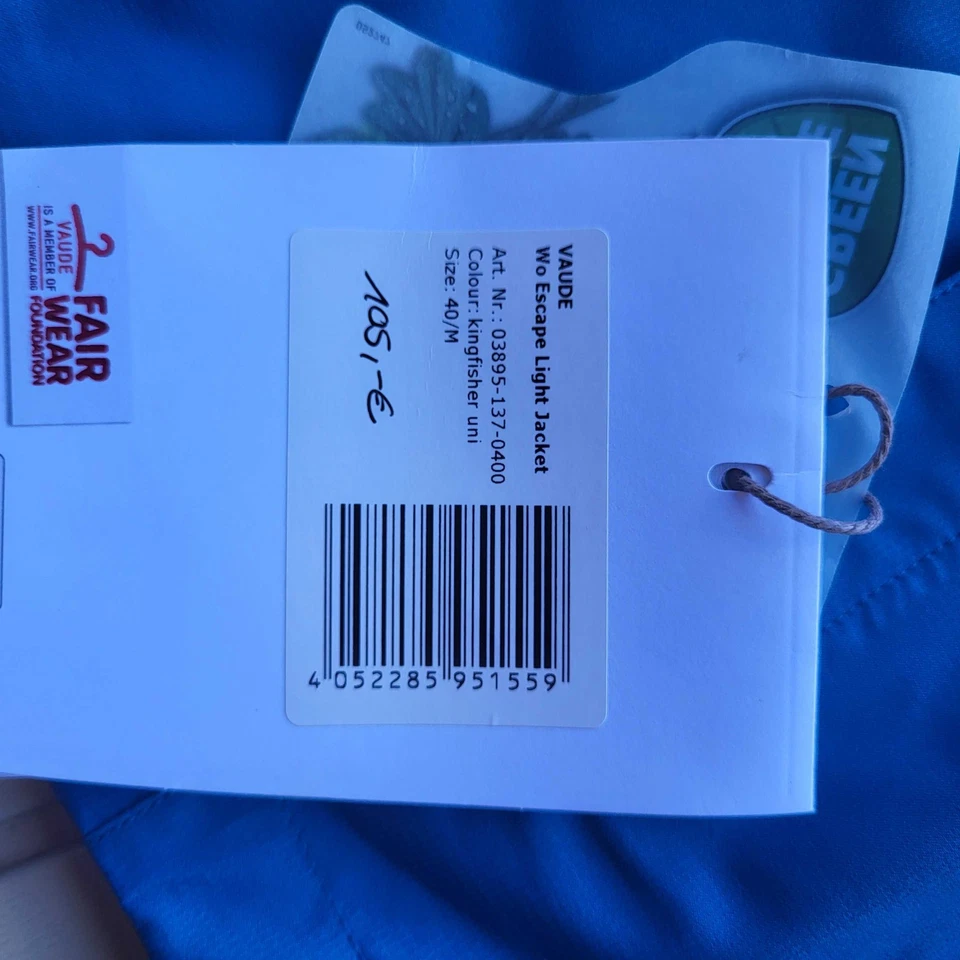 VAUDE
Wo Escape Light Jacket
Art. Nr.: 03895-137-0400
Colour: kingfisher uni
Size: 40/M
105,-€
4 052285 951559
FAIR
WEAR
FOUNDATION
VAUDE
IS A MEMBER OF
WWW.FAIRWEAR.ORG
GREEN